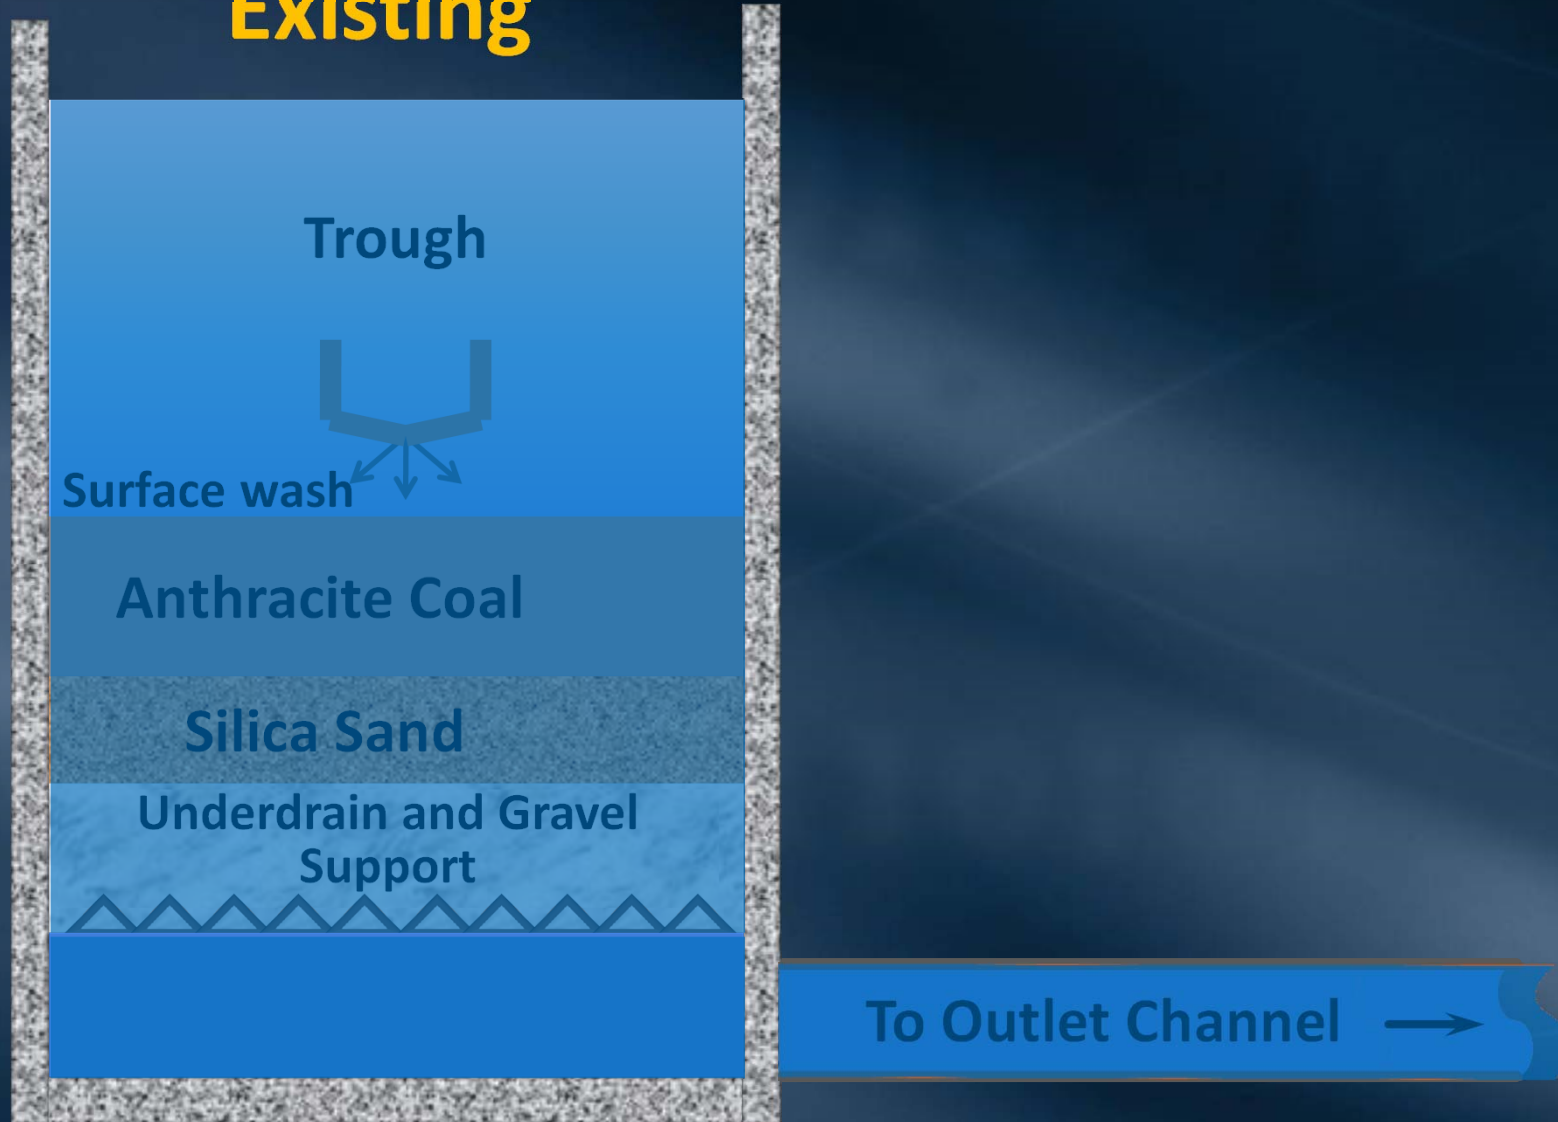 Existing
Trough
Surface wash
Anthracite Coal
Silica Sand
Underdrain and Gravel
Support
To Outlet Channel